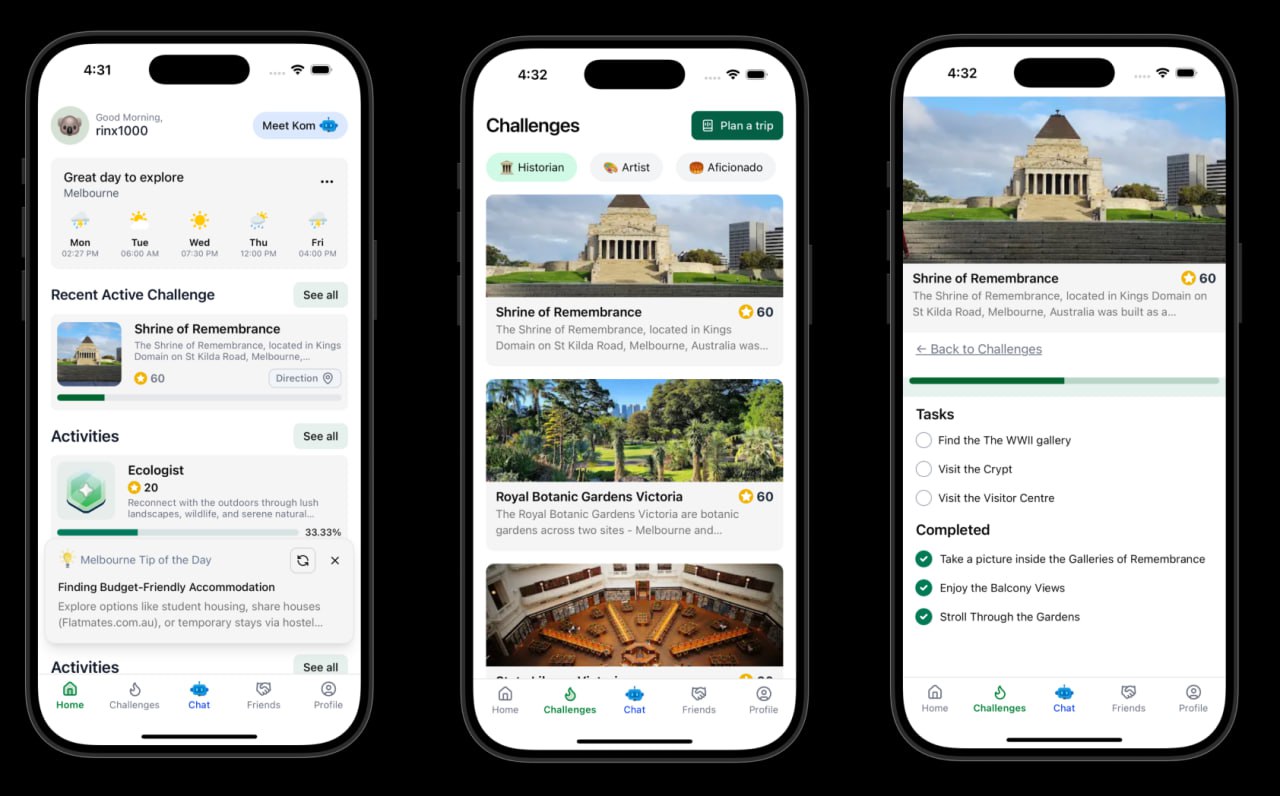 4:31
Good Morning,
rinx1000
Meet Kom
Great day to explore
Melbourne
Mon Tue Wed Thu Fri
02:27 PM 06:00 AM 07:30 PM 12:00 PM 04:00 PM
Recent Active Challenge
See all
Shrine of Remembrance
The Shrine of Remembrance, located in Kings
Domain on St Kilda Road, Melbourne,...
60
Direction
Activities
See all
Ecologist
20
Reconnect with the outdoors through lush
landscapes, wildlife, and serene natural...
33.33%
Melbourne Tip of the Day
Finding Budget-Friendly Accommodation
Explore options like student housing, share houses
(Flatmates.com.au), or temporary stays via hostel...
Activities
See all
Home Challenges Chat Friends Profile
4:32
Challenges
Plan a trip
Historian Artist Aficionado
Shrine of Remembrance
60
The Shrine of Remembrance, located in Kings
Domain on St Kilda Road, Melbourne, Australia was...
Royal Botanic Gardens Victoria
60
The Royal Botanic Gardens Victoria are botanic
gardens across two sites - Melbourne and...
Home Challenges Chat Friends Profile
4:32
Shrine of Remembrance
60
The Shrine of Remembrance, located in Kings Domain on
St Kilda Road, Melbourne, Australia was built as a...
← Back to Challenges
Tasks
Find the The WWII gallery
Visit the Crypt
Visit the Visitor Centre
Completed
Take a picture inside the Galleries of Remembrance
Enjoy the Balcony Views
Stroll Through the Gardens
Home Challenges Chat Friends Profile